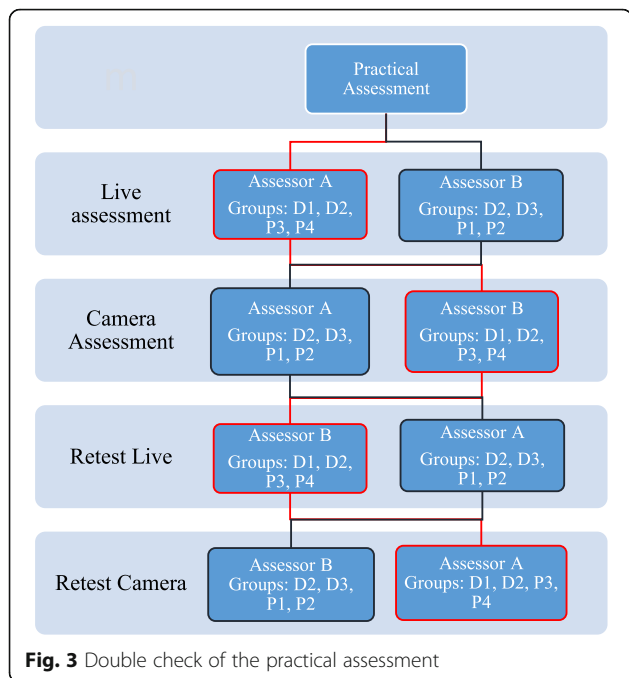 Practical
Assessment
Live
assessment
Assessor A
Groups: D1, D2,
P3, P4
Assessor B
Groups: D2, D3,
P1, P2
Camera
Assessment
Assessor A
Groups: D2, D3,
P1, P2
Assessor B
Groups: D1, D2,
P3, P4
Retest Live
Assessor B
Groups: D1, D2,
P3, P4
Assessor A
Groups: D2, D3,
P1, P2
Retest Camera
Assessor B
Groups: D2, D3,
P1, P2
Assessor A
Groups: D1, D2, P3,
P4
Fig. 3 Double check of the practical assessment